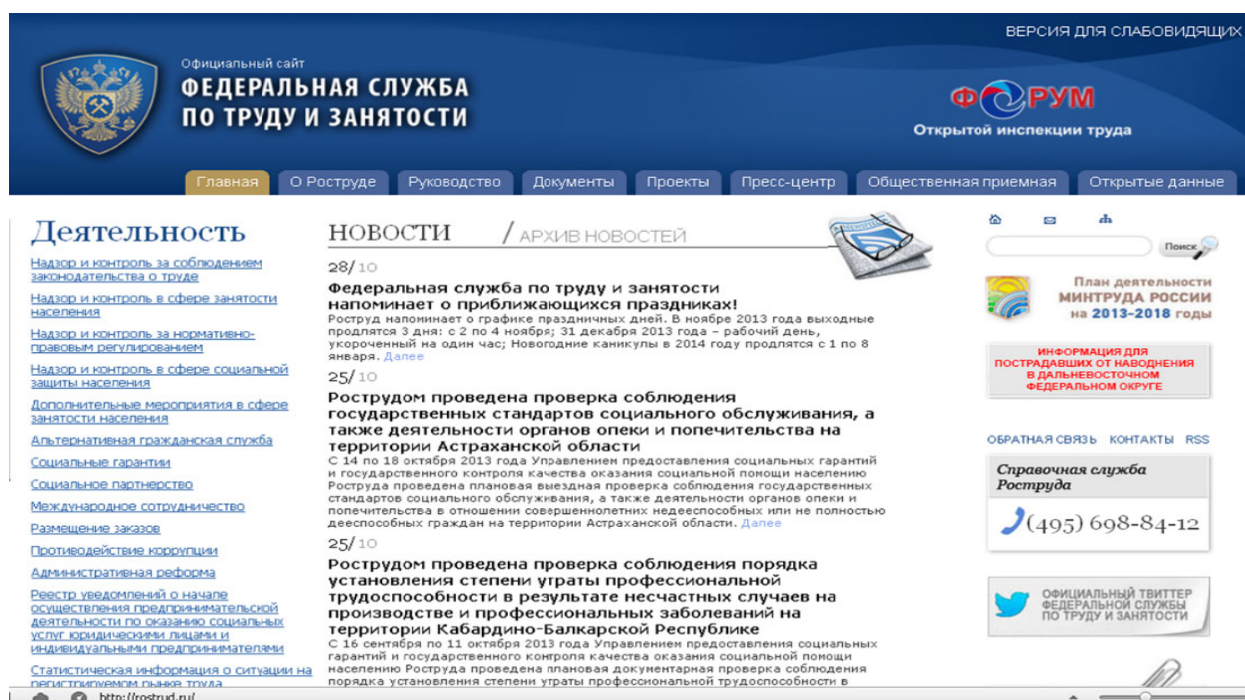 ВЕРСИЯ ДЛЯ СЛАБОВИДЯЩИХ
Официальный сайт
ФЕДЕРАЛЬНАЯ СЛУЖБА
ПО ТРУДУ И ЗАНЯТОСТИ
ФОРУМ
Открытой инспекции труда
Главная
О Роструде
Руководство
Документы
Проекты
Пресс-центр
Общественная приемная
Открытые данные
Деятельность
Надзор и контроль за соблюдением
законодательства о труде
Надзор и контроль в сфере занятости
населения
Надзор и контроль за нормативно-
правовым регулированием
Надзор и контроль в сфере социальной
защиты населения
Дополнительные мероприятия в сфере
занятости населения
Альтернативная гражданская служба
Социальные гарантии
Социальное партнерство
Международное сотрудничество
Размещение заказов
Противодействие коррупции
Административная реформа
Реестр уведомлений о начале
осуществления предпринимательской
деятельности по оказанию социальных
услуг юридическими лицами и
индивидуальными предпринимателями
Статистическая информация о ситуации на
регистрируемом рынке труда
НОВОСТИ / АРХИВ НОВОСТЕЙ
28/10
Федеральная служба по труду и занятости
напоминает о приближающихся праздниках!
Роструд напоминает о графике праздничных дней. В ноябре 2013 года выходные
продлятся 3 дня: с 2 по 4 ноября; 31 декабря 2013 года – рабочий день,
укороченный на один час; Новогодние каникулы в 2014 году продлятся с 1 по 8
января. Далее
25/10
Рострудом проведена проверка соблюдения
государственных стандартов социального обслуживания, а
также деятельности органов опеки и попечительства на
территории Астраханской области
С 14 по 18 октября 2013 года Управлением предоставления социальных гарантий
и государственного контроля качества оказания социальной помощи населению
Роструда проведена плановая выездная проверка соблюдения государственных
стандартов социального обслуживания, а также деятельности органов опеки и
попечительства в отношении совершеннолетних недееспособных или не полностью
дееспособных граждан на территории Астраханской области. Далее
25/10
Рострудом проведена проверка соблюдения порядка
установления степени утраты профессиональной
трудоспособности в результате несчастных случаев на
производстве и профессиональных заболеваний на
территории Кабардино-Балкарской Республике
С 16 сентября по 11 октября 2013 года Управлением предоставления социальных
гарантий и государственного контроля качества оказания социальной помощи
населению Роструда проведена плановая документарная проверка соблюдения
порядка установления степени утраты профессиональной трудоспособности в
Поиск
План деятельности
МИНТРУДА РОССИИ
на 2013-2018 годы
ИНФОРМАЦИЯ ДЛЯ
ПОСТРАДАВШИХ ОТ НАВОДНЕНИЯ
В ДАЛЬНЕВОСТОЧНОМ
ФЕДЕРАЛЬНОМ ОКРУГЕ
ОБРАТНАЯ СВЯЗЬ КОНТАКТЫ RSS
Справочная служба
Роструда
(495) 698-84-12
ОФИЦИАЛЬНЫЙ ТВИТТЕР
ФЕДЕРАЛЬНОЙ СЛУЖБЫ
ПО ТРУДУ И ЗАНЯТОСТИ
http://rostrud.ru/